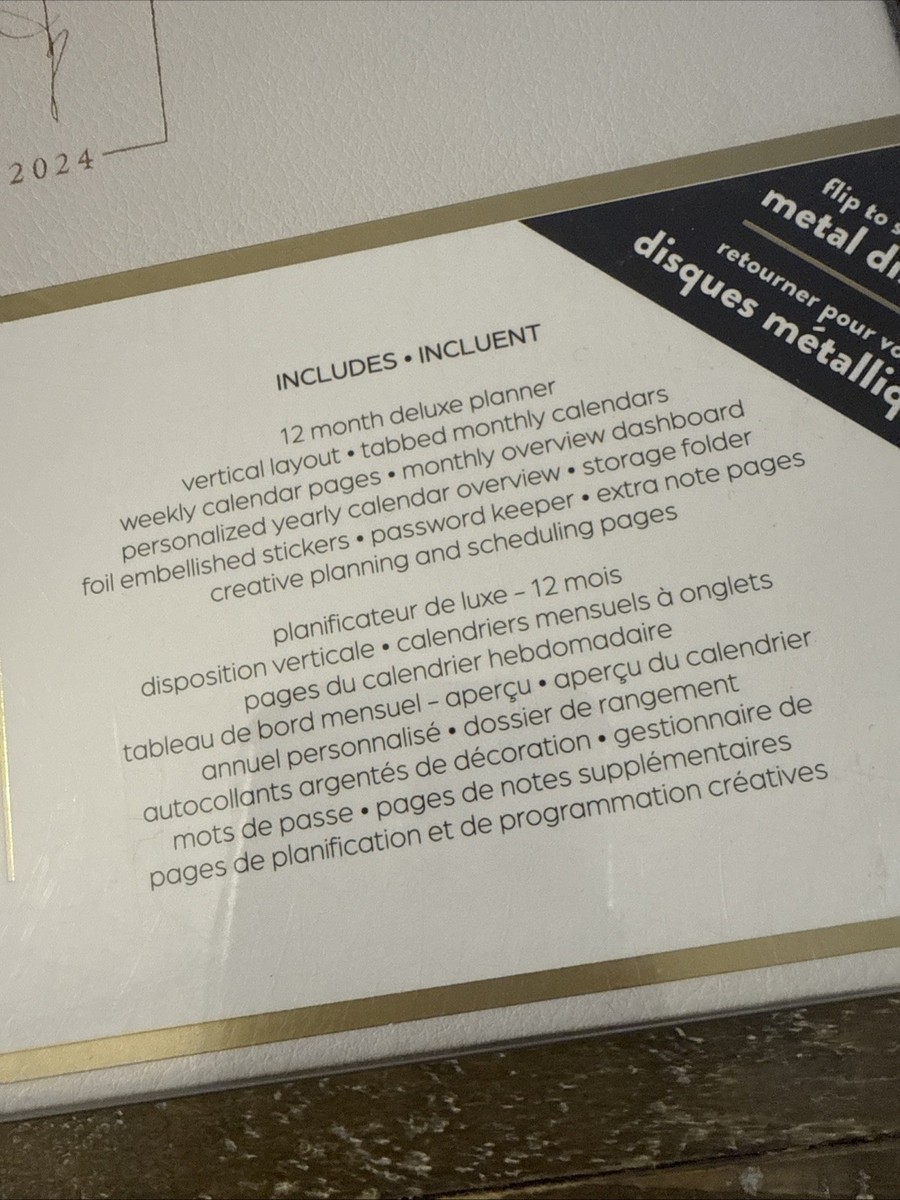 2024
flip to
metal
retourner pour
disques
INCLUDES • INCLUENT
12 month deluxe planner
vertical layout • tabbed monthly calendars
weekly calendar pages • monthly overview dashboard
personalized yearly calendar overview • storage folder
foil embellished stickers • password keeper • extra note pages
creative planning and scheduling pages
planificateur de luxe – 12 mois
disposition verticale • calendriers mensuels à onglets
pages du calendrier hebdomadaire
tableau de bord mensuel – aperçu • aperçu du calendrier
annuel personnalisé • dossier de rangement
autocollants argentés de décoration • gestionnaire de
mots de passe • pages de notes supplémentaires
pages de planification et de programmation créatives